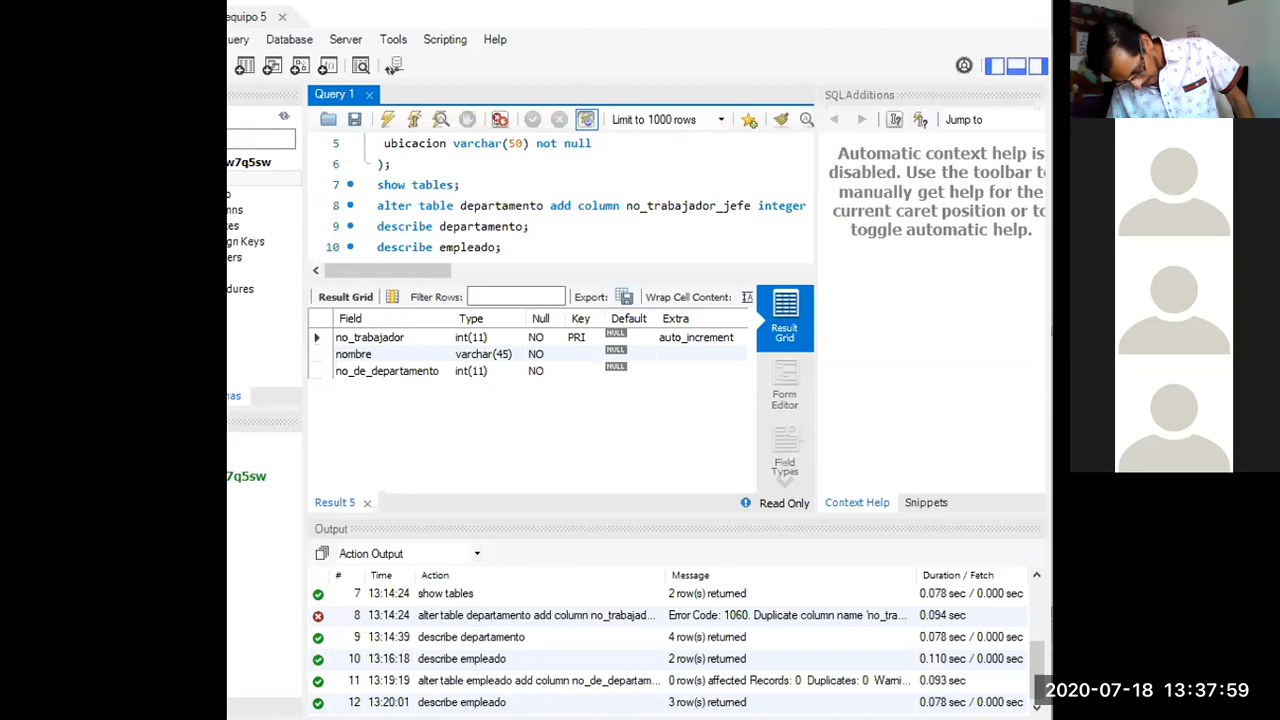 equipo 5
uery Database Server Tools Scripting Help
Query 1
SQLAdditions
Limit to 1000 rows
Jump to
w7q5sw
o
mns
es
gn Keys
ers
dures
5 ubicacion varchar(50) not null
6 );
7 show tables;
8 alter table departamento add column no_trabajador_jefe integer
9 describe departamento;
10 describe empleado;
Automatic context help is
disabled. Use the toolbar t
manually get help for the
current caret position or to
toggle automatic help.
Result Grid Filter Rows: Export: Wrap Cell Content: IA
Field Type Null Key Default Extra
no_trabajador int(11) NO PRI NULL auto_increment
nombre varchar(45) NO NULL
no_de_departamento int(11) NO NULL
Result
Grid
Form
Editor
Field
Types
mas
7q5sw
Result 5 Read Only
Context Help Snippets
Output
Action Output
# Time Action Message Duration / Fetch
7 13:14:24 show tables 2 row(s) returned 0.078 sec / 0.000 sec
8 13:14:24 alter table departamento add column no_trabajad... Error Code: 1060. Duplicate column name 'no_tra... 0.094 sec
9 13:14:39 describe departamento 4 row(s) returned 0.078 sec / 0.000 sec
10 13:16:18 describe empleado 2 row(s) returned 0.110 sec / 0.000 sec
11 13:19:19 alter table empleado add column no_de_departam... 0 row(s) affected Records: 0 Duplicates: 0 Warni... 0.093 sec
12 13:20:01 describe empleado 3 row(s) returned 0.078 sec / 0.000 sec
2020-07-18 13:37:59